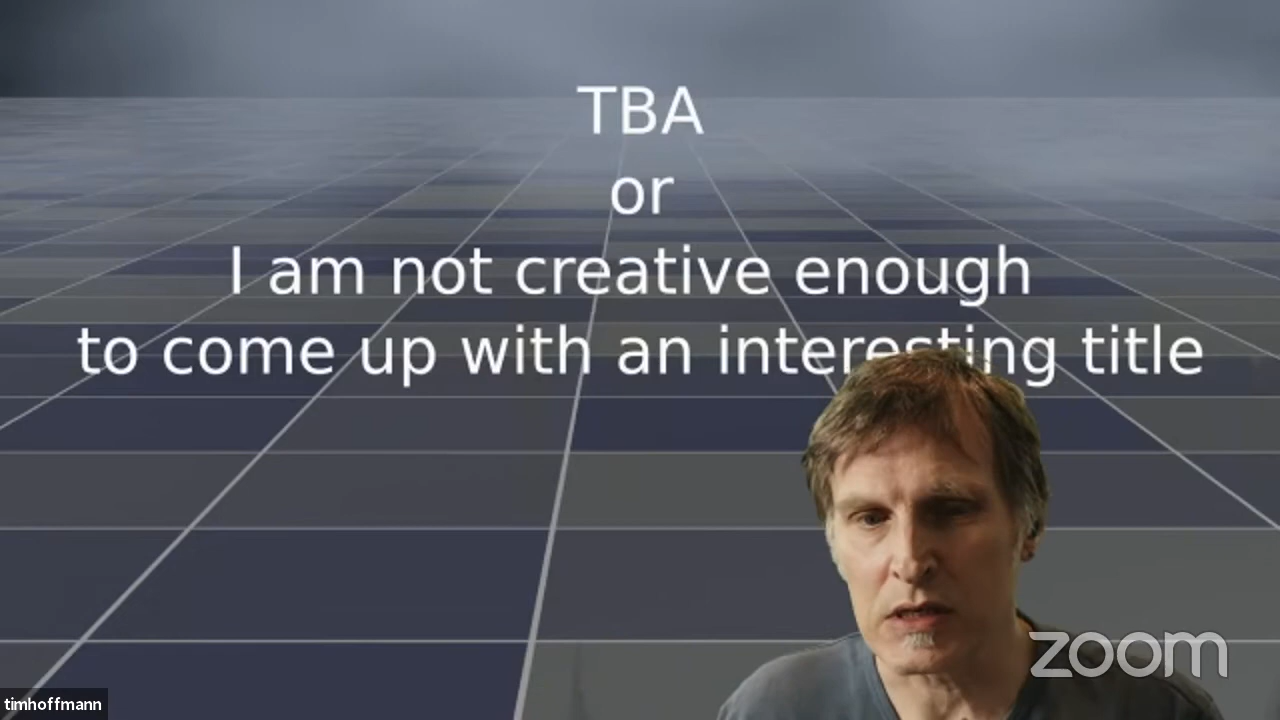 TBA
or
I am not creative enough
to come up with an interesting title
zoom
timhoffmann